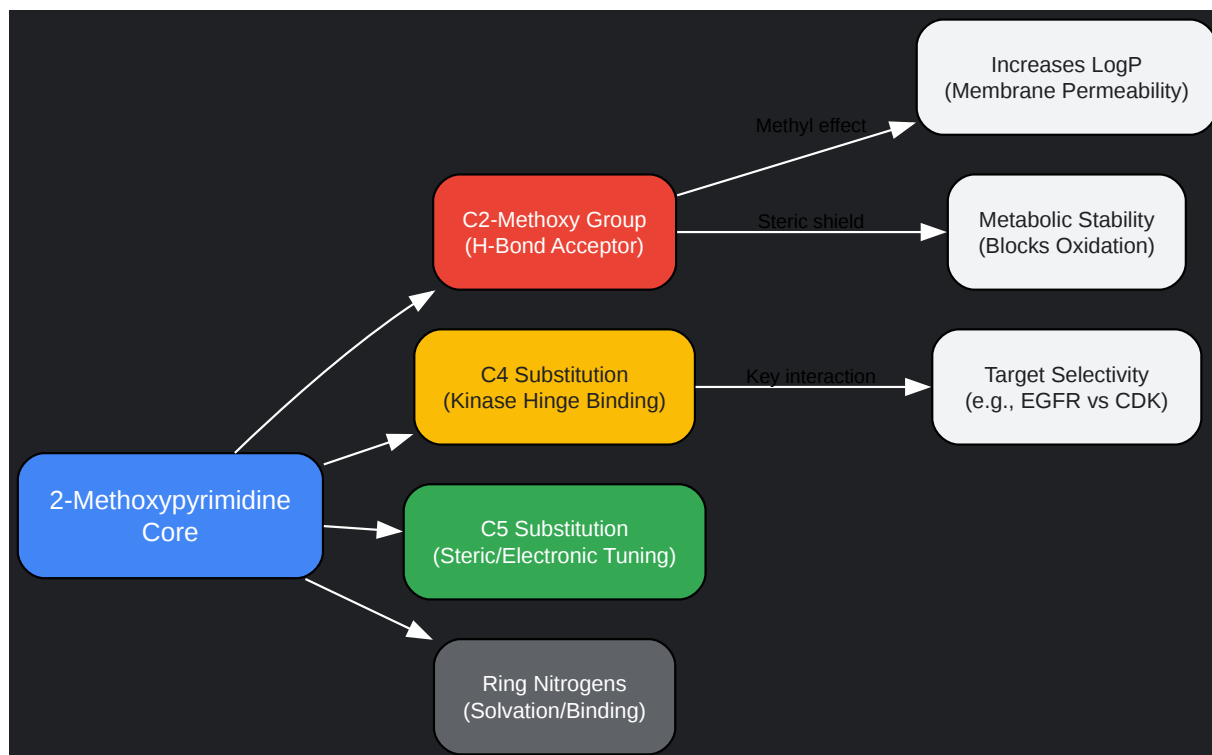 Increases LogP
(Membrane Permeability)
Methyl effect
C2-Methoxy Group
(H-Bond Acceptor)
Steric shield
Metabolic Stability
(Blocks Oxidation)
C4 Substitution
(Kinase Hinge Binding)
Key interaction
Target Selectivity
(e.g., EGFR vs CDK)
2-Methoxypyrimidine
Core
C5 Substitution
(Steric/Electronic Tuning)
Ring Nitrogens
(Solvation/Binding)